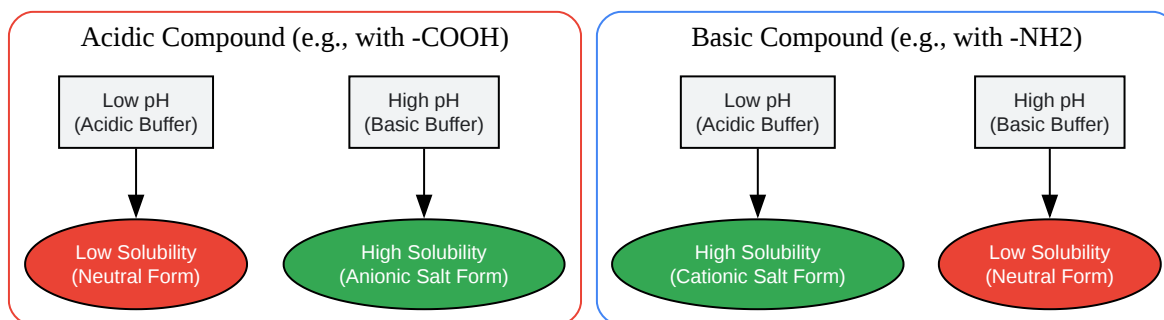 Acidic Compound (e.g., with -COOH)
Low pH
(Acidic Buffer)
High pH
(Basic Buffer)
Low Solubility
(Neutral Form)
High Solubility
(Anionic Salt Form)
Basic Compound (e.g., with -NH2)
Low pH
(Acidic Buffer)
High pH
(Basic Buffer)
High Solubility
(Cationic Salt Form)
Low Solubility
(Neutral Form)